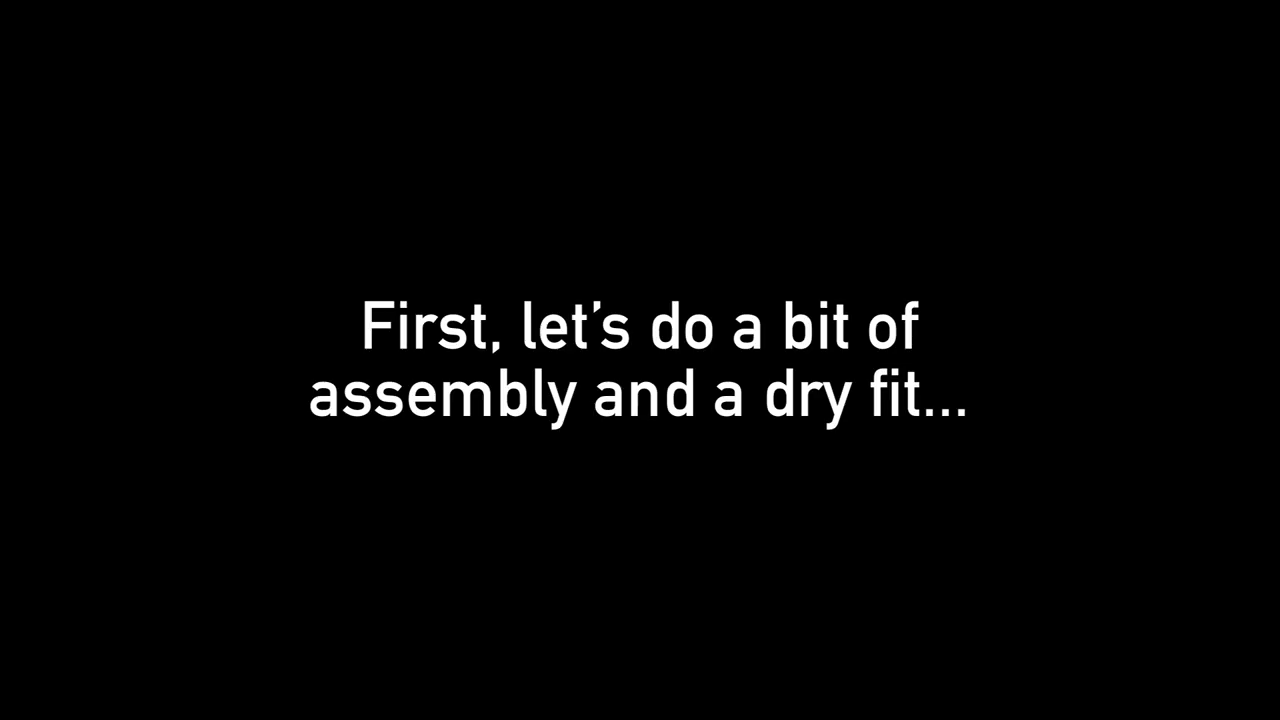 First, let’s do a bit of
assembly and a dry fit...